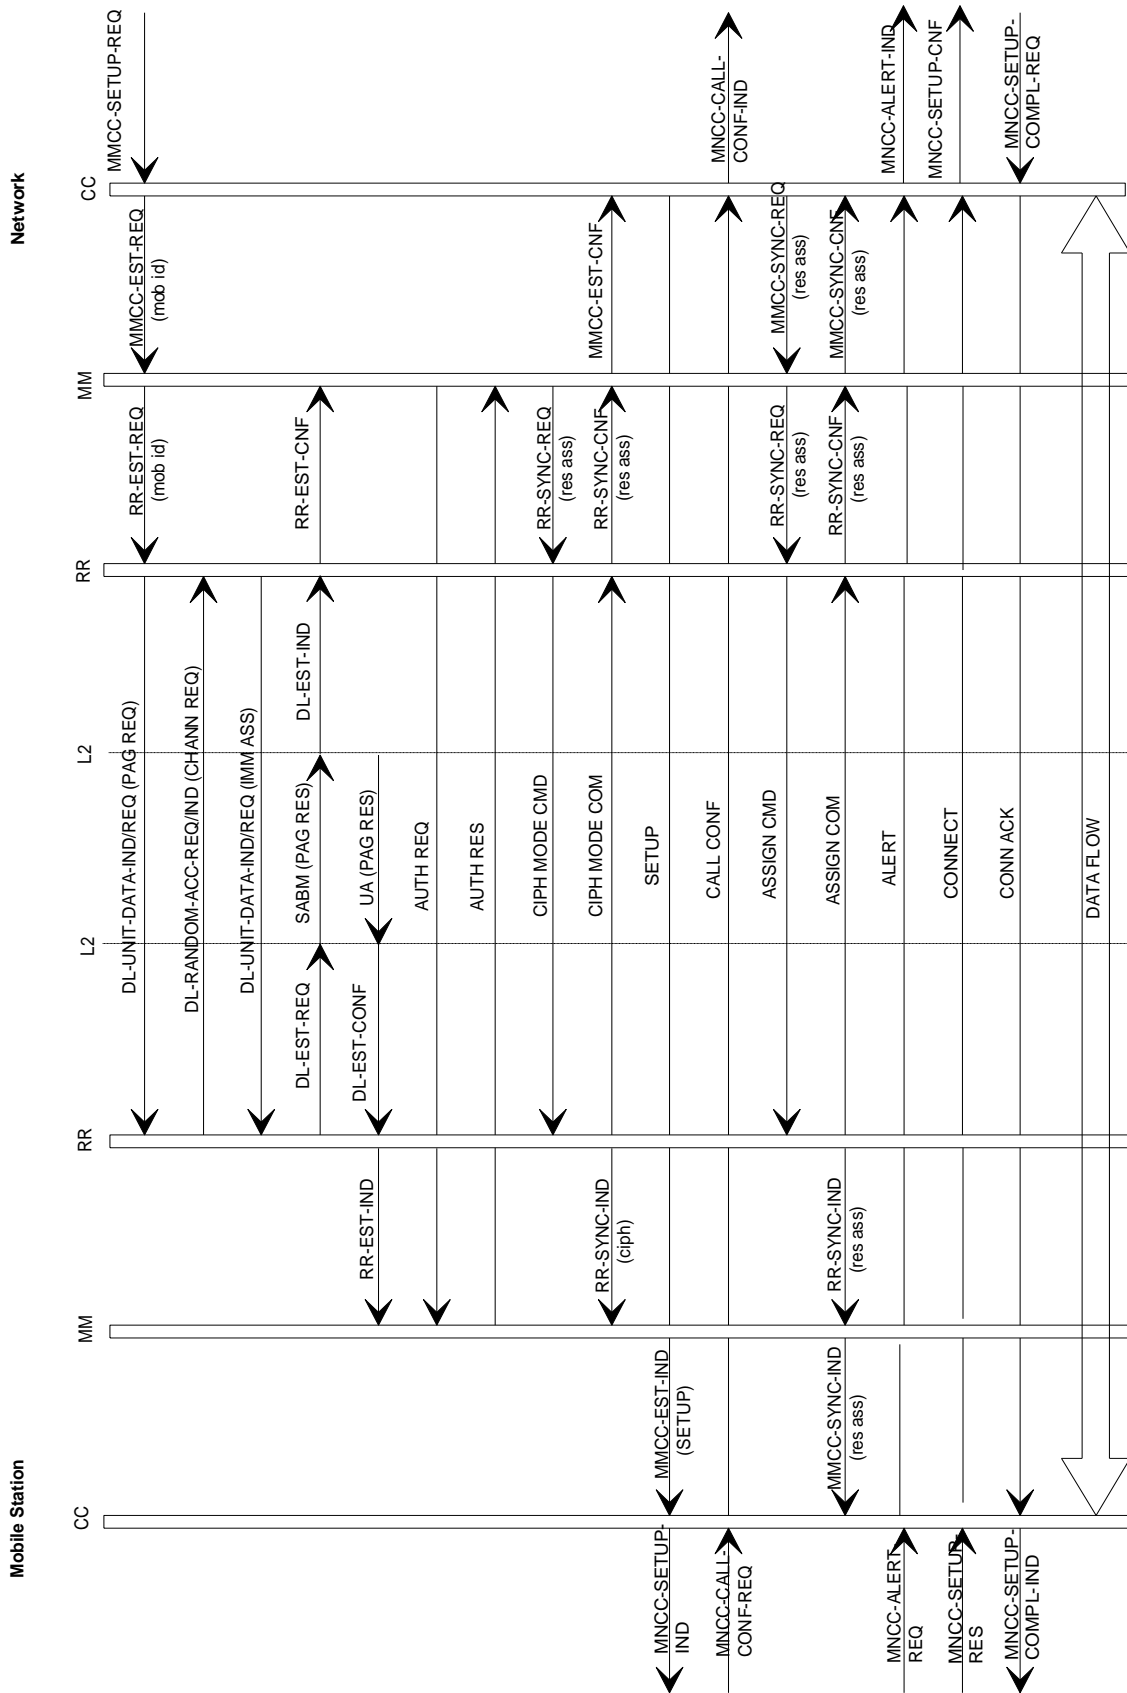 Mobile Station
Network
CC
MM
RR
L2
L2
RR
MM
CC
MMCC-SETUP-REQ
MMCC-EST-REQ
(mob id)
RR-EST-REQ
(mob id)
DL-UNIT-DATA-IND/REQ (PAG REQ)
DL-RANDOM-ACC-REQ/IND (CHANN REQ)
DL-UNIT-DATA-IND/REQ (IMM ASS)
DL-EST-REQ
SABM (PAG RES)
DL-EST-IND
RR-EST-CNF
RR-EST-IND
DL-EST-CONF
UA (PAG RES)
AUTH REQ
AUTH RES
CIPH MODE CMD
RR-SYNC-REQ
(res ass)
RR-SYNC-IND
(ciph)
CIPH MODE COM
RR-SYNC-CNF
(res ass)
MMCC-EST-CNF
MNCC-SETUP-
IND
MMCC-EST-IND
(SETUP)
SETUP
MNCC-CALL-
CONF-REQ
CALL CONF
MNCC-CALL-
CONF-IND
ASSIGN CMD
RR-SYNC-REQ
(res ass)
MMCC-SYNC-REQ
(res ass)
MMCC-SYNC-IND
(res ass)
RR-SYNC-IND
(res ass)
ASSIGN COM
RR-SYNC-CNF
(res ass)
MMCC-SYNC-CNF
(res ass)
MNCC-ALERT-
REQ
ALERT
MNCC-ALERT-IND
MNCC-SETUP-
RES
CONNECT
MNCC-SETUP-CNF
MNCC-SETUP-
COMPL-IND
CONN ACK
MNCC-SETUP-
COMPL-REQ
DATA FLOW